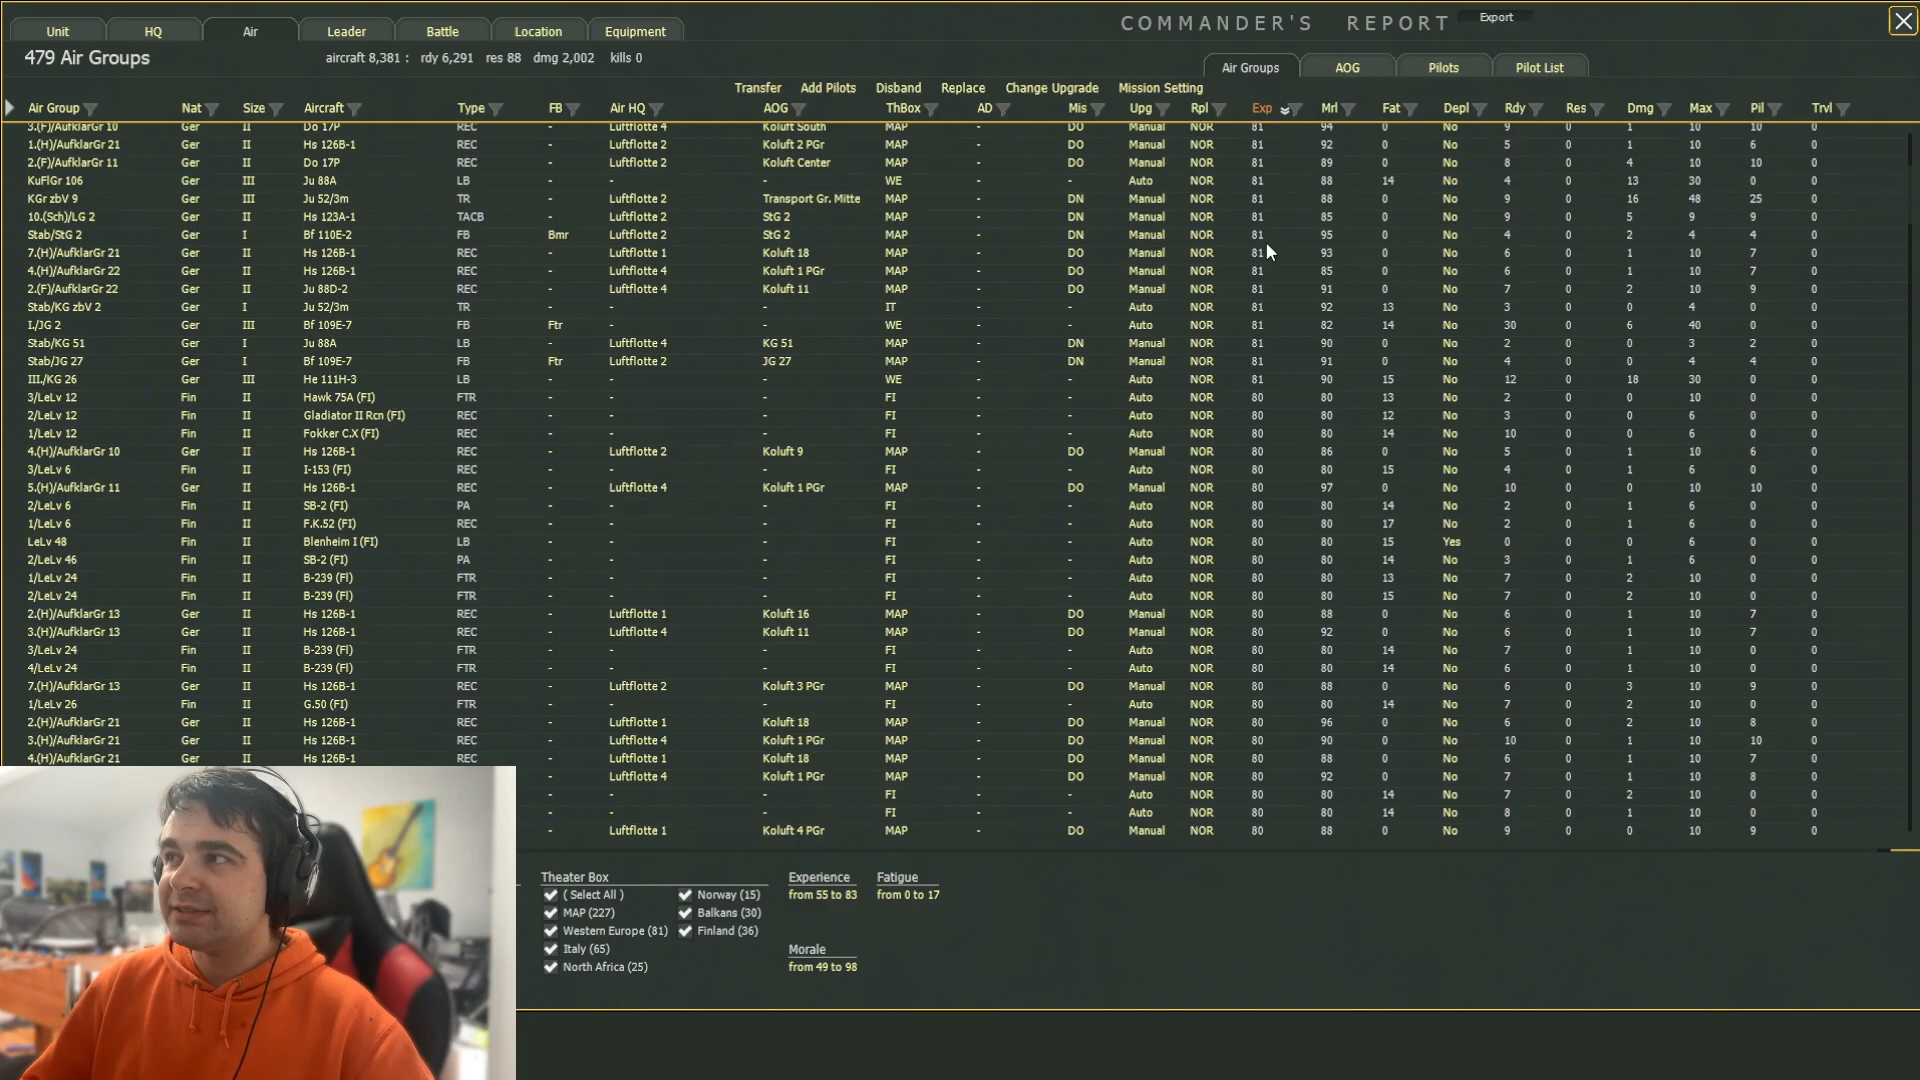 Unit HQ Air Leader Battle Location Equipment COMMANDER'S REPORT Export
479 Air Groups aircraft 8,381 : rdy 6,291 res 88 dmg 2,002 kills 0
Air Groups AOG Pilots Pilot List
Transfer Add Pilots Disband Replace Change Upgrade Mission Setting
Air Group Nat Size Aircraft Type FB Air HQ AOG ThBox AD Mis Upg Rpl Exp Mrl Fat Depl Rdy Res Dmg Max Pil Trvl
3.(F)/AufklarGr 10 Ger II Do 17P REC - Luftflotte 4 Koluft South MAP - DO Manual NOR 81 94 0 No 9 0 1 10 10 0
1.(H)/AufklarGr 21 Ger II Hs 126B-1 REC - Luftflotte 2 Koluft 2 PGr MAP - DO Manual NOR 81 92 0 No 5 0 1 10 6 0
2.(F)/AufklarGr 11 Ger II Do 17P REC - Luftflotte 2 Koluft Center MAP - DO Manual NOR 81 89 0 No 8 0 4 10 10 0
KuFlGr 106 Ger III Ju 88A LB - - - WE - - Auto NOR 81 88 14 No 4 0 13 30 0 0
KGr zbV 9 Ger III Ju 52/3m TR - Luftflotte 2 Transport Gr. Mitte MAP - DN Manual NOR 81 88 0 No 9 0 16 48 25 0
10.(Sch)/LG 2 Ger II Hs 123A-1 TACB - Luftflotte 2 StG 2 MAP - DN Manual NOR 81 85 0 No 9 0 5 9 9 0
Stab/StG 2 Ger I Bf 110E-2 FB Bmr Luftflotte 2 StG 2 MAP - DN Manual NOR 81 95 0 No 4 0 2 4 4 0
7.(H)/AufklarGr 21 Ger II Hs 126B-1 REC - Luftflotte 1 Koluft 18 MAP - DO Manual NOR 81 93 0 No 6 0 1 10 7 0
4.(H)/AufklarGr 22 Ger II Hs 126B-1 REC - Luftflotte 4 Koluft 1 PGr MAP - DO Manual NOR 81 85 0 No 6 0 1 10 7 0
2.(F)/AufklarGr 22 Ger II Ju 88D-2 REC - Luftflotte 4 Koluft 11 MAP - DO Manual NOR 81 91 0 No 7 0 2 10 9 0
Stab/KG zbV 2 Ger I Ju 52/3m TR - - - IT - - Auto NOR 81 92 13 No 3 0 0 4 0 0
I./JG 2 Ger III Bf 109E-7 FB Ftr - - WE - - Auto NOR 81 82 14 No 30 0 6 40 0 0
Stab/KG 51 Ger I Ju 88A LB - Luftflotte 4 KG 51 MAP - DN Manual NOR 81 90 0 No 2 0 0 3 2 0
Stab/JG 27 Ger I Bf 109E-7 FB Ftr Luftflotte 2 JG 27 MAP - DN Manual NOR 81 91 0 No 4 0 0 4 4 0
III./KG 26 Ger III He 111H-3 LB - - - WE - - Auto NOR 81 90 15 No 12 0 18 30 0 0
3/LeLv 12 Fin II Hawk 75A (FI) FTR - - - FI - - Auto NOR 80 80 13 No 2 0 0 10 0 0
2/LeLv 12 Fin II Gladiator II Rcn (FI) REC - - - FI - - Auto NOR 80 80 12 No 3 0 0 6 0 0
1/LeLv 12 Fin II Fokker C.X (FI) REC - - - FI - - Auto NOR 80 80 14 No 10 0 0 6 0 0
4.(H)/AufklarGr 10 Ger II Hs 126B-1 REC - Luftflotte 2 Koluft 9 MAP - DO Manual NOR 80 86 0 No 5 0 1 10 6 0
3/LeLv 6 Fin II I-153 (FI) REC - - - FI - - Auto NOR 80 80 15 No 4 0 1 6 0 0
5.(H)/AufklarGr 11 Ger II Hs 126B-1 REC - Luftflotte 4 Koluft 1 PGr MAP - DO Manual NOR 80 97 0 No 10 0 0 10 10 0
2/LeLv 6 Fin II SB-2 (FI) PA - - - FI - - Auto NOR 80 80 14 No 2 0 1 6 0 0
1/LeLv 6 Fin II F.K.52 (FI) REC - - - FI - - Auto NOR 80 80 17 No 2 0 1 6 0 0
LeLv 48 Fin II Blenheim I (FI) LB - - - FI - - Auto NOR 80 80 15 Yes 0 0 0 6 0 0
2/LeLv 46 Fin II SB-2 (FI) PA - - - FI - - Auto NOR 80 80 14 No 3 0 1 6 0 0
1/LeLv 24 Fin II B-239 (FI) FTR - - - FI - - Auto NOR 80 80 13 No 7 0 2 10 0 0
2/LeLv 24 Fin II B-239 (FI) FTR - - - FI - - Auto NOR 80 80 15 No 7 0 2 10 0 0
2.(H)/AufklarGr 13 Ger II Hs 126B-1 REC - Luftflotte 1 Koluft 16 MAP - DO Manual NOR 80 88 0 No 6 0 1 10 7 0
3.(H)/AufklarGr 13 Ger II Hs 126B-1 REC - Luftflotte 4 Koluft 11 MAP - DO Manual NOR 80 92 0 No 6 0 1 10 7 0
3/LeLv 24 Fin II B-239 (FI) FTR - - - FI - - Auto NOR 80 80 14 No 7 0 1 10 0 0
4/LeLv 24 Fin II B-239 (FI) FTR - - - FI - - Auto NOR 80 80 14 No 6 0 1 10 0 0
7.(H)/AufklarGr 13 Ger II Hs 126B-1 REC - Luftflotte 2 Koluft 3 PGr MAP - DO Manual NOR 80 88 0 No 6 0 3 10 9 0
1/LeLv 26 Fin II G.50 (FI) FTR - - - FI - - Auto NOR 80 80 14 No 7 0 2 10 0 0
2.(H)/AufklarGr 21 Ger II Hs 126B-1 REC - Luftflotte 1 Koluft 18 MAP - DO Manual NOR 80 96 0 No 6 0 2 10 8 0
3.(H)/AufklarGr 21 Ger II Hs 126B-1 REC - Luftflotte 4 Koluft 1 PGr MAP - DO Manual NOR 80 90 0 No 10 0 1 10 10 0
4.(H)/AufklarGr 21 Ger II Hs 126B-1 REC - Luftflotte 1 Koluft 18 MAP - DO Manual NOR 80 88 0 No 6 0 1 10 7 0
- Luftflotte 4 Koluft 1 PGr MAP - DO Manual NOR 80 92 0 No 7 0 1 10 8 0
- - - FI - - Auto NOR 80 80 14 No 7 0 2 10 0 0
- - - FI - - Auto NOR 80 80 14 No 8 0 1 10 0 0
- Luftflotte 1 Koluft 4 PGr MAP - DO Manual NOR 80 88 0 No 9 0 0 10 9 0
Theater Box Experience Fatigue
( Select All ) Norway (15) from 55 to 83 from 0 to 17
MAP (227) Balkans (30)
Western Europe (81) Finland (36)
Italy (65) Morale
North Africa (25) from 49 to 98